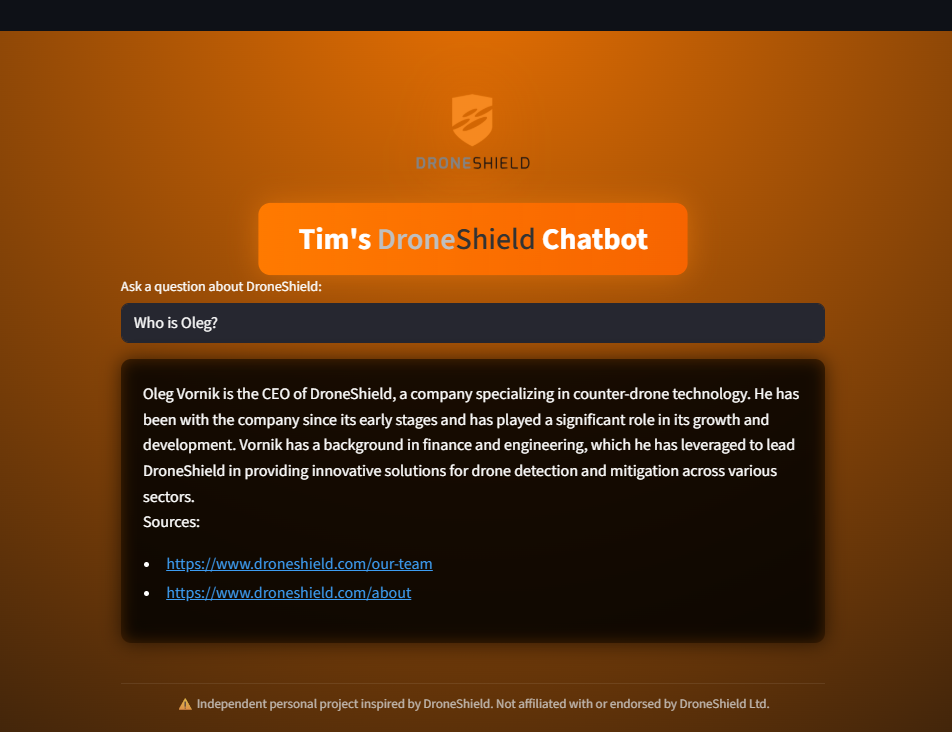 DRONESHIELD
Tim's DroneShield Chatbot
Ask a question about DroneShield:
Who is Oleg?
Oleg Vornik is the CEO of DroneShield, a company specializing in counter-drone technology. He has
been with the company since its early stages and has played a significant role in its growth and
development. Vornik has a background in finance and engineering, which he has leveraged to lead
DroneShield in providing innovative solutions for drone detection and mitigation across various
sectors.
Sources:
• https://www.droneshield.com/our-team
• https://www.droneshield.com/about
⚠️ Independent personal project inspired by DroneShield. Not affiliated with or endorsed by DroneShield Ltd.